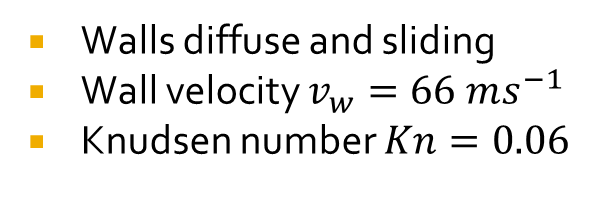 Walls diffuse and sliding
Wall velocity v_w = 66 ms⁻¹
Knudsen number Kn = 0.06